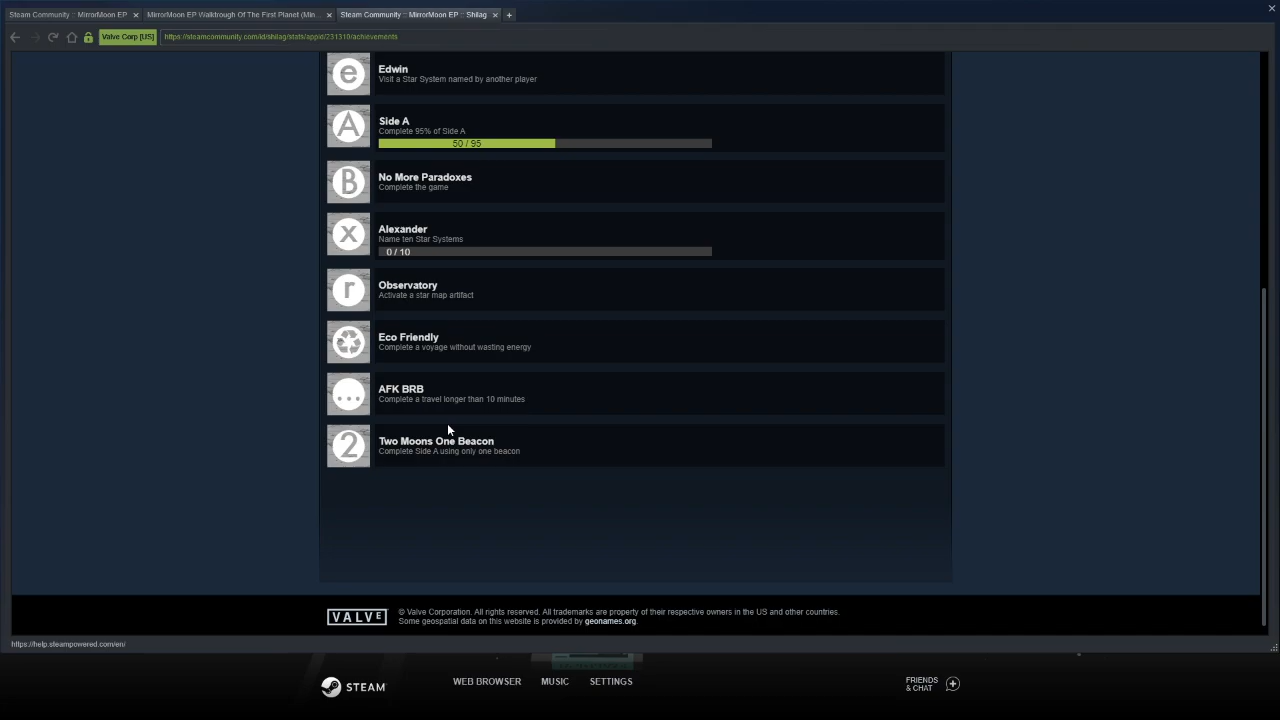 Steam Community :: MirrorMoon EP
MirrorMoon EP Walktrough Of The First Planet (Min...
Steam Community :: MirrorMoon EP :: Shilag
Valve Corp [US]
https://steamcommunity.com/id/shilag/stats/appid/231310/achievements
e
Edwin
Visit a Star System named by another player
A
Side A
Complete 95% of Side A
50 / 95
B
No More Paradoxes
Complete the game
x
Alexander
Name ten Star Systems
0 / 10
r
Observatory
Activate a star map artifact
Eco Friendly
Complete a voyage without wasting energy
...
AFK BRB
Complete a travel longer than 10 minutes
2
Two Moons One Beacon
Complete Side A using only one beacon
VALVE
© Valve Corporation. All rights reserved. All trademarks are property of their respective owners in the US and other countries.
Some geospatial data on this website is provided by geonames.org.
https://help.steampowered.com/en/
STEAM
WEB BROWSER
MUSIC
SETTINGS
FRIENDS
& CHAT